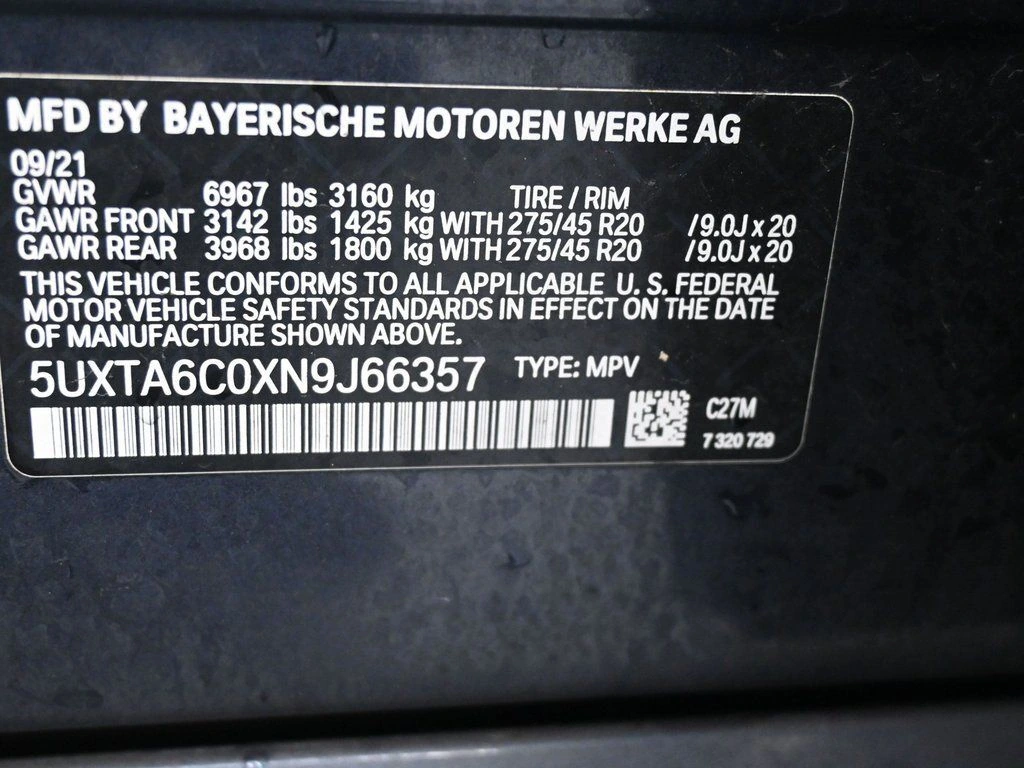 MFD BY BAYERISCHE MOTOREN WERKE AG
09/21
GVWR 6967 lbs 3160 kg TIRE / RIM
GAWR FRONT 3142 lbs 1425 kg WITH 275/45 R20 /9.0J x 20
GAWR REAR 3968 lbs 1800 kg WITH 275/45 R20 /9.0J x 20
THIS VEHICLE CONFORMS TO ALL APPLICABLE U. S. FEDERAL
MOTOR VEHICLE SAFETY STANDARDS IN EFFECT ON THE DATE
OF MANUFACTURE SHOWN ABOVE.
5UXTA6C0XN9J66357 TYPE: MPV
C27M
7 320 729